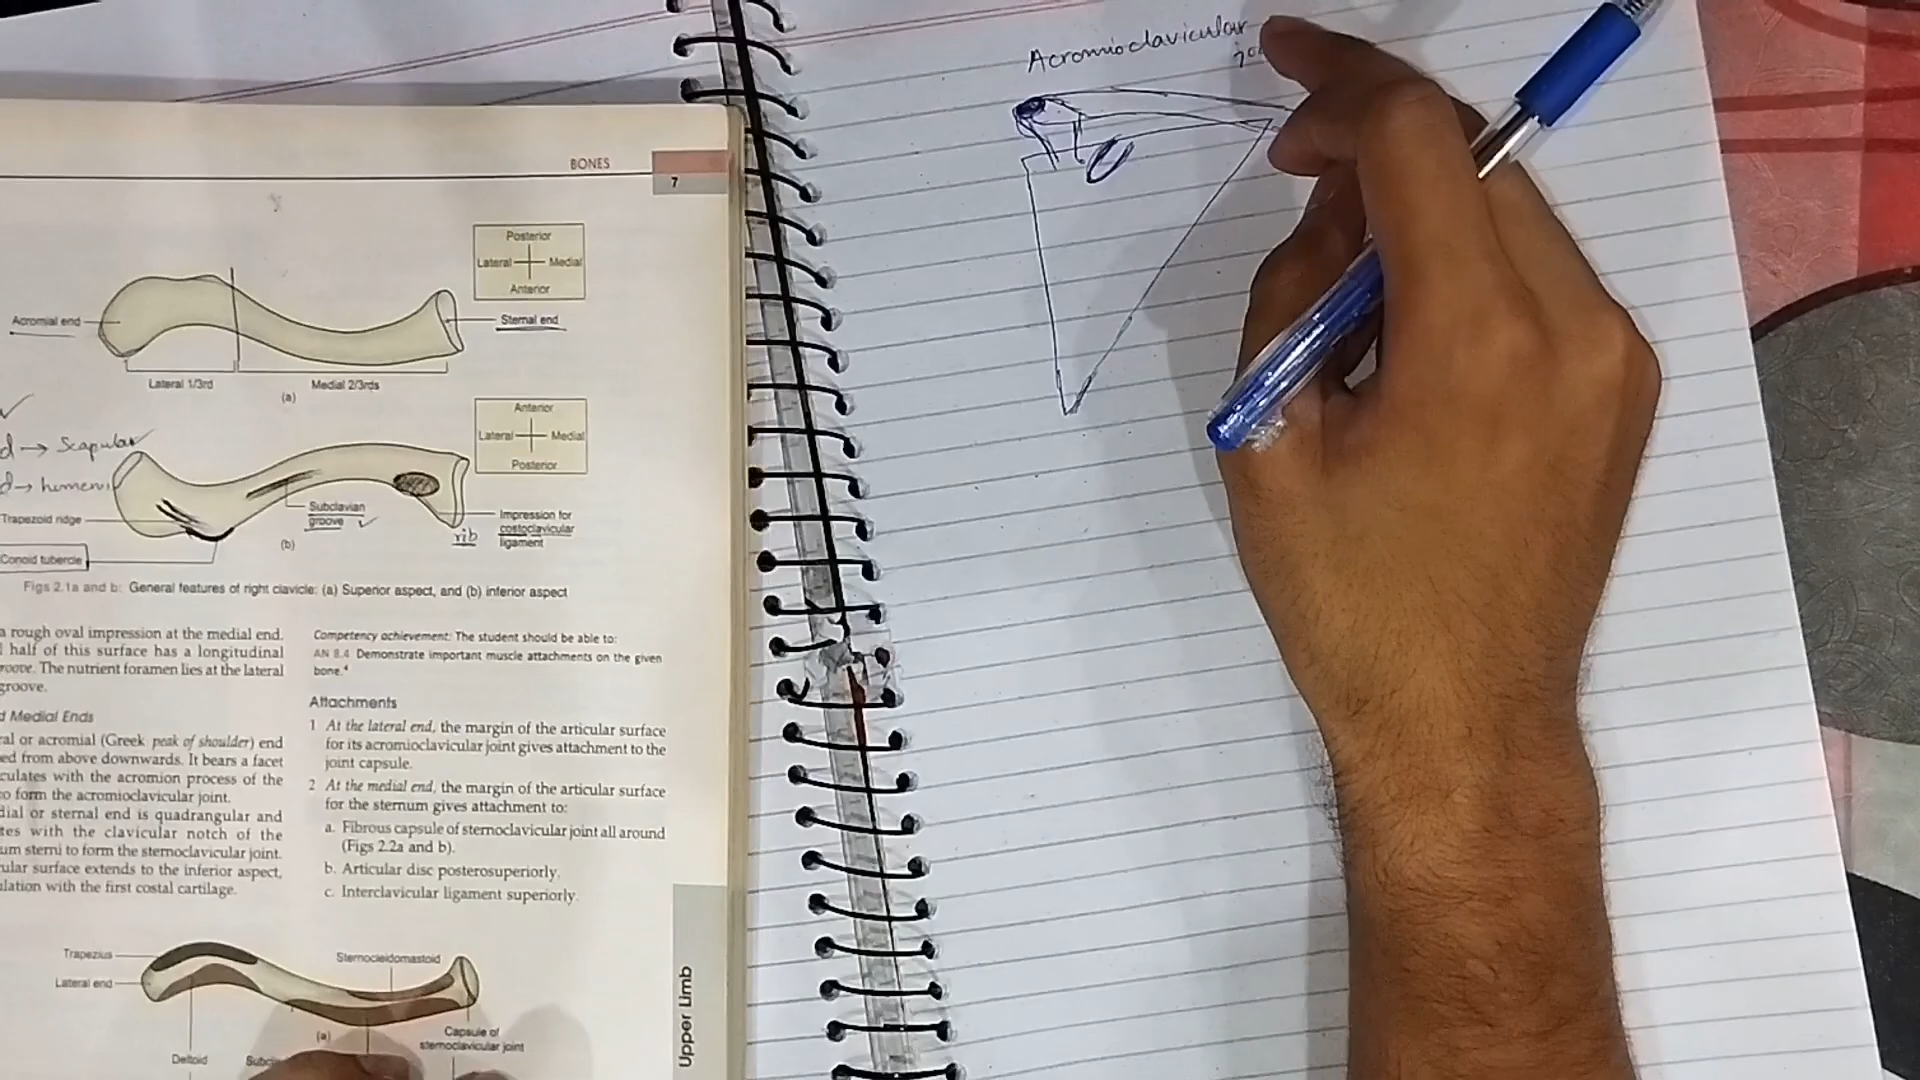 BONES
7
Posterior
Lateral Medial
Anterior
Acromial end
Sternal end
Lateral 1/3rd Medial 2/3rds
(a)
Anterior
Lateral Medial
Posterior
d → Scapular
d → humeru
Trapezoid ridge
Subclavian
groove
Impression for
costoclavicular
ligament
rib
Conoid tubercle
(b)
Figs 2.1a and b: General features of right clavicle: (a) Superior aspect, and (b) inferior aspect
a rough oval impression at the medial end.
half of this surface has a longitudinal
roove. The nutrient foramen lies at the lateral
groove.
d Medial Ends
ral or acromial (Greek peak of shoulder) end
ed from above downwards. It bears a facet
culates with the acromion process of the
to form the acromioclavicular joint.
dial or sternal end is quadrangular and
tes with the clavicular notch of the
um sterni to form the sternoclavicular joint.
ular surface extends to the inferior aspect,
ulation with the first costal cartilage.
Competency achievement: The student should be able to:
AN 8.4 Demonstrate important muscle attachments on the given
bone.⁴
Attachments
1 At the lateral end, the margin of the articular surface
for its acromioclavicular joint gives attachment to the
joint capsule.
2 At the medial end, the margin of the articular surface
for the sternum gives attachment to:
a. Fibrous capsule of sternoclavicular joint all around
(Figs 2.2a and b).
b. Articular disc posterosuperiorly.
c. Interclavicular ligament superiorly.
Trapezius
Lateral end
Sternocleidomastoid
(a)
Capsule of
sternoclavicular joint
Deltoid
Upper Limb
Acromioclavicular